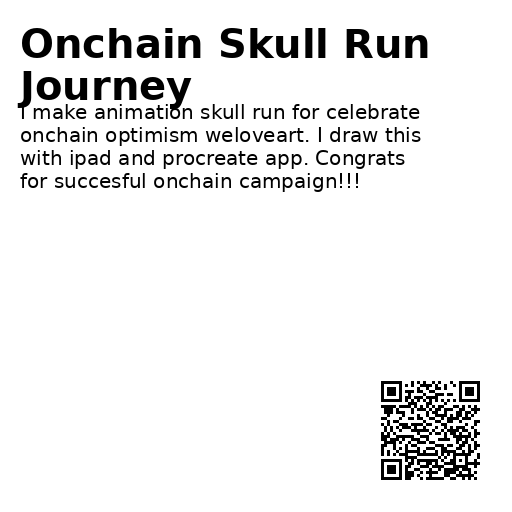 Onchain Skull Run
Journey
I make animation skull run for celebrate
onchain optimism weloveart. I draw this
with ipad and procreate app. Congrats
for succesful onchain campaign!!!